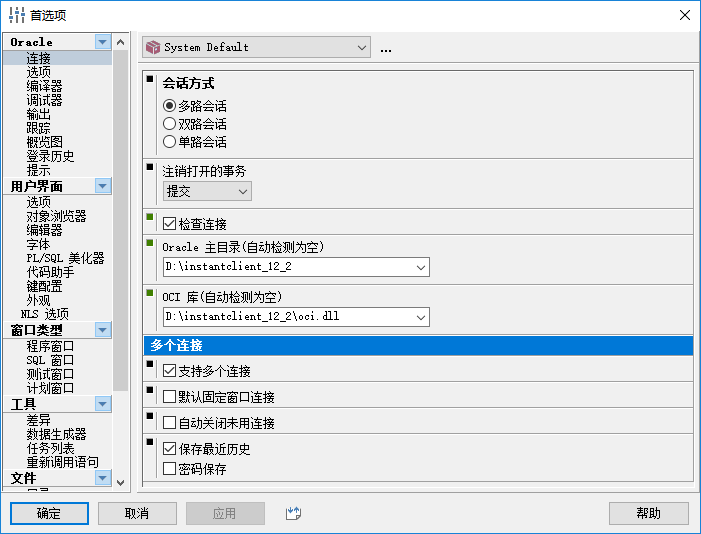 首选项
Oracle
连接
选项
编译器
调试器
输出
跟踪
概览图
登录历史
提示
用户界面
选项
对象浏览器
编辑器
字体
PL/SQL 美化器
代码助手
键配置
外观
NLS 选项
窗口类型
程序窗口
SQL 窗口
测试窗口
计划窗口
工具
差异
数据生成器
任务列表
重新调用语句
文件
System Default
...
会话方式
多路会话
双路会话
单路会话
注销打开的事务
提交
检查连接
Oracle 主目录(自动检测为空)
D:\instantclient_12_2
OCI 库(自动检测为空)
D:\instantclient_12_2\oci.dll
多个连接
支持多个连接
默认固定窗口连接
自动关闭未用连接
保存最近历史
密码保存
确定
取消
应用
帮助